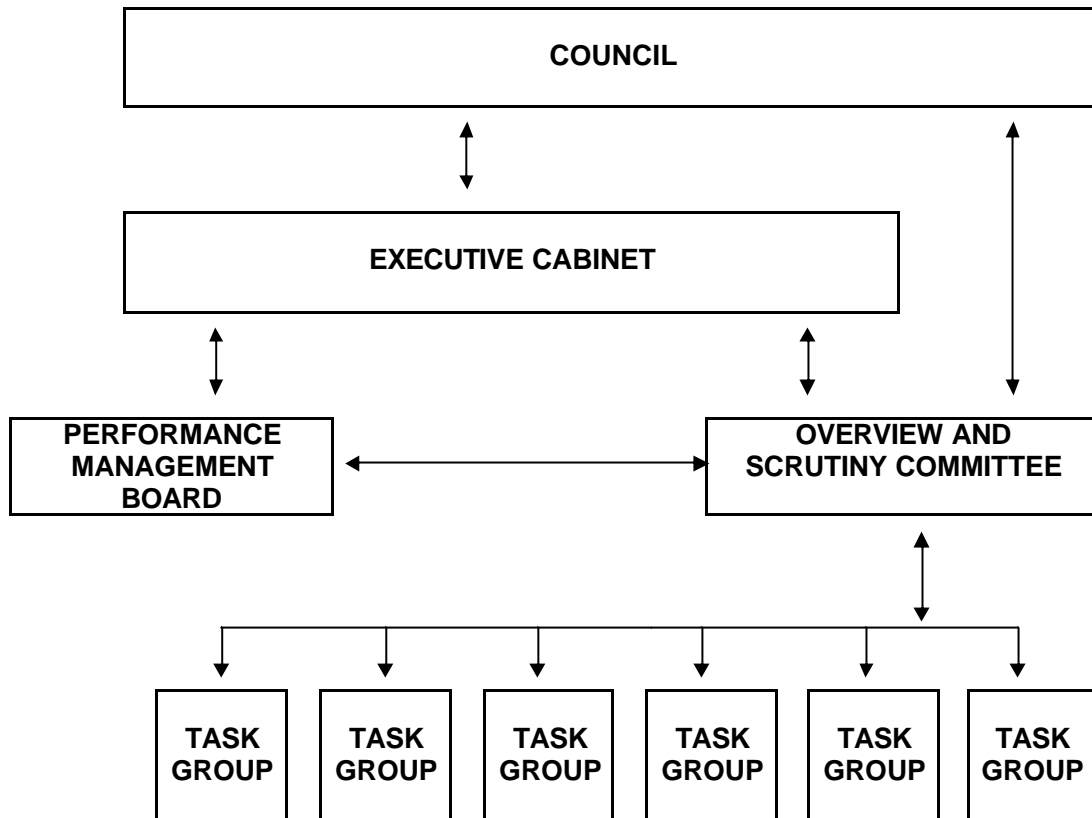 COUNCIL
EXECUTIVE CABINET
PERFORMANCE
MANAGEMENT
BOARD
OVERVIEW AND
SCRUTINY COMMITTEE
TASK
GROUP
TASK
GROUP
TASK
GROUP
TASK
GROUP
TASK
GROUP
TASK
GROUP